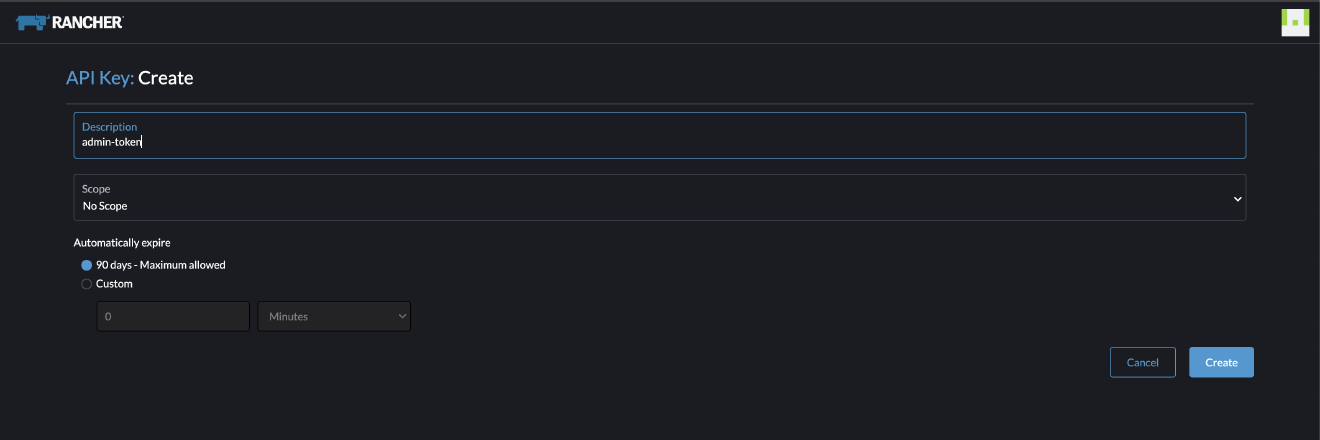 RANCHER
API Key: Create
Description
admin-token
Scope
No Scope
Automatically expire
90 days - Maximum allowed
Custom
0
Minutes
Cancel
Create